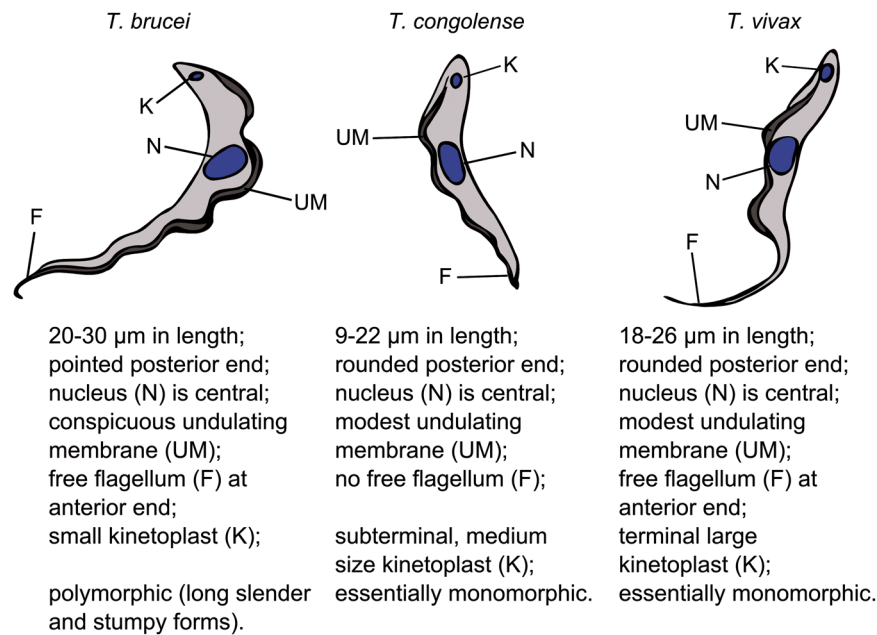 T. brucei
K
N
UM
F
20-30 µm in length;
pointed posterior end;
nucleus (N) is central;
conspicuous undulating
membrane (UM);
free flagellum (F) at
anterior end;
small kinetoplast (K);
polymorphic (long slender
and stumpy forms).
T. congolense
K
UM
N
F
9-22 µm in length;
rounded posterior end;
nucleus (N) is central;
modest undulating
membrane (UM);
no free flagellum (F);
subterminal, medium
size kinetoplast (K);
essentially monomorphic.
T. vivax
K
UM
N
F
18-26 µm in length;
rounded posterior end;
nucleus (N) is central;
modest undulating
membrane (UM);
free flagellum (F) at
anterior end;
terminal large
kinetoplast (K);
essentially monomorphic.